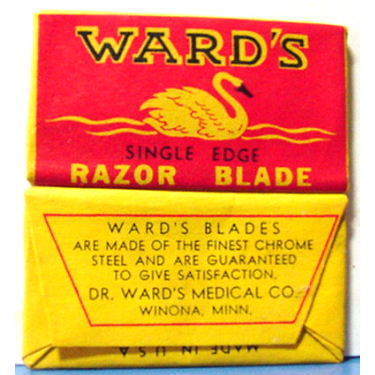 WARD'S
SINGLE EDGE
RAZOR BLADE
WARD'S BLADES
ARE MADE OF THE FINEST CHROME
STEEL AND ARE GUARANTEED
TO GIVE SATISFACTION.
DR. WARD'S MEDICAL CO.
WINONA, MINN.
MADE IN U.S.A